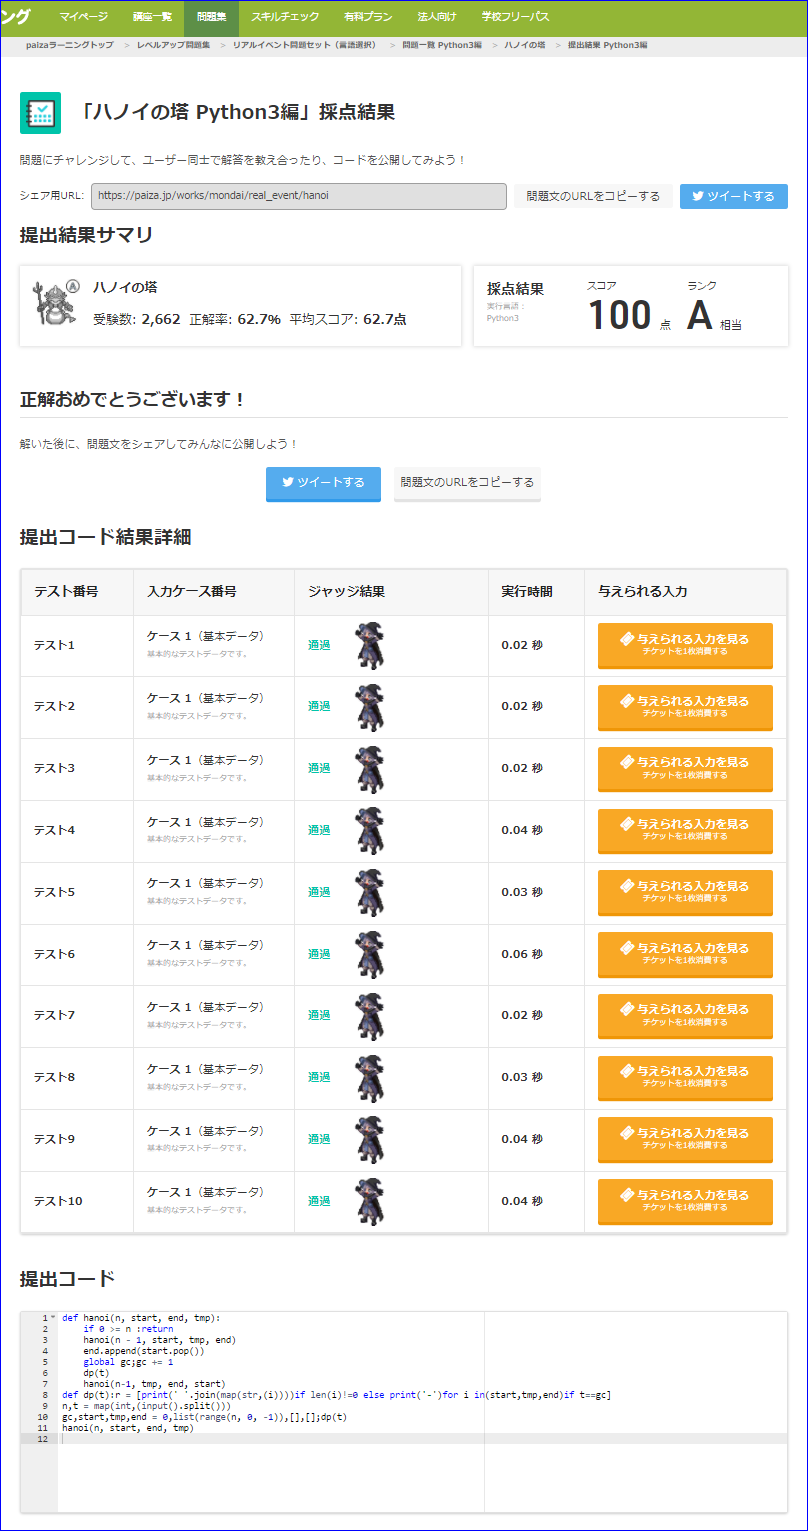 ング マイページ 講座一覧 問題集 スキルチェック 有料プラン 法人向け 学校フリーパス
paizaラーニングトップ > レベルアップ問題集 > リアルイベント問題セット（言語選択） > 問題一覧 Python3編 > ハノイの塔 > 提出結果 Python3編
「ハノイの塔 Python3編」採点結果
問題にチャレンジして、ユーザー同士で解答を教え合ったり、コードを公開してみよう！
シェア用URL: https://paiza.jp/works/mondai/real_event/hanoi 問題文のURLをコピーする ツイートする
提出結果サマリ
A
ハノイの塔
受験数: 2,662 正解率: 62.7% 平均スコア: 62.7点
採点結果 スコア ランク
実行言語：
Python3
100 点 A 相当
正解おめでとうございます！
解いた後に、問題文をシェアしてみんなに公開しよう！
ツイートする 問題文のURLをコピーする
提出コード結果詳細
テスト番号 入力ケース番号 ジャッジ結果 実行時間 与えられる入力
テスト1 ケース 1（基本データ） 通過 0.02 秒 与えられる入力を見る
基本的なテストデータです。 チケットを1枚消費する
テスト2 ケース 1（基本データ） 通過 0.02 秒 与えられる入力を見る
基本的なテストデータです。 チケットを1枚消費する
テスト3 ケース 1（基本データ） 通過 0.02 秒 与えられる入力を見る
基本的なテストデータです。 チケットを1枚消費する
テスト4 ケース 1（基本データ） 通過 0.04 秒 与えられる入力を見る
基本的なテストデータです。 チケットを1枚消費する
テスト5 ケース 1（基本データ） 通過 0.03 秒 与えられる入力を見る
基本的なテストデータです。 チケットを1枚消費する
テスト6 ケース 1（基本データ） 通過 0.06 秒 与えられる入力を見る
基本的なテストデータです。 チケットを1枚消費する
テスト7 ケース 1（基本データ） 通過 0.02 秒 与えられる入力を見る
基本的なテストデータです。 チケットを1枚消費する
テスト8 ケース 1（基本データ） 通過 0.03 秒 与えられる入力を見る
基本的なテストデータです。 チケットを1枚消費する
テスト9 ケース 1（基本データ） 通過 0.04 秒 与えられる入力を見る
基本的なテストデータです。 チケットを1枚消費する
テスト10 ケース 1（基本データ） 通過 0.04 秒 与えられる入力を見る
基本的なテストデータです。 チケットを1枚消費する
提出コード
1 def hanoi(n, start, end, tmp):
2     if 0 >= n :return
3     hanoi(n - 1, start, tmp, end)
4     end.append(start.pop())
5     global gc;gc += 1
6     dp(t)
7     hanoi(n-1, tmp, end, start)
8 def dp(t):r = [print(' '.join(map(str,(i))))if len(i)!=0 else print('-')for i in(start,tmp,end)if t==gc]
9 n,t = map(int,(input().split()))
10 gc,start,tmp,end = 0,list(range(n, 0, -1)),[],[];dp(t)
11 hanoi(n, start, end, tmp)
12